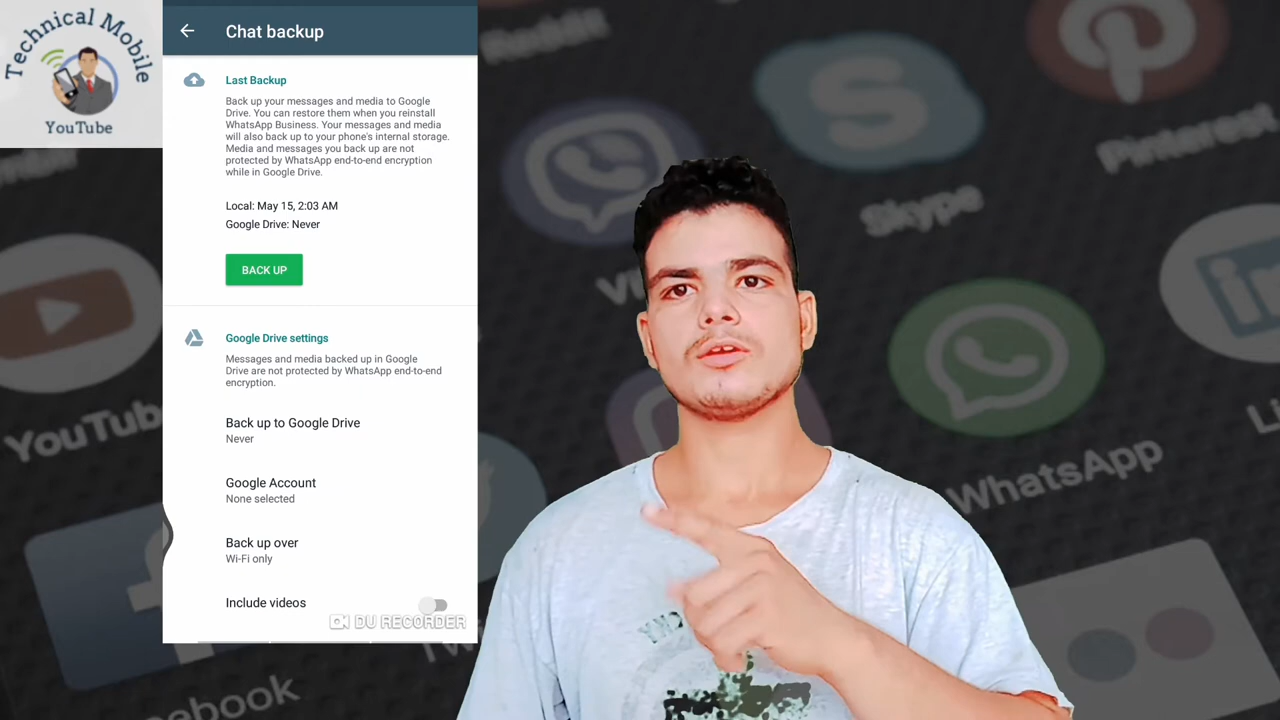 Technical Mobile
YouTube
Chat backup
Last Backup
Back up your messages and media to Google
Drive. You can restore them when you reinstall
WhatsApp Business. Your messages and media
will also back up to your phone's internal storage.
Media and messages you back up are not
protected by WhatsApp end-to-end encryption
while in Google Drive.
Local: May 15, 2:03 AM
Google Drive: Never
BACK UP
Google Drive settings
Messages and media backed up in Google
Drive are not protected by WhatsApp end-to-end
encryption.
Back up to Google Drive
Never
Google Account
None selected
Back up over
Wi-Fi only
Include videos
DU RECORDER
Reddit
Skype
Pinterest
YouTub
WhatsApp
in
Li
ebook